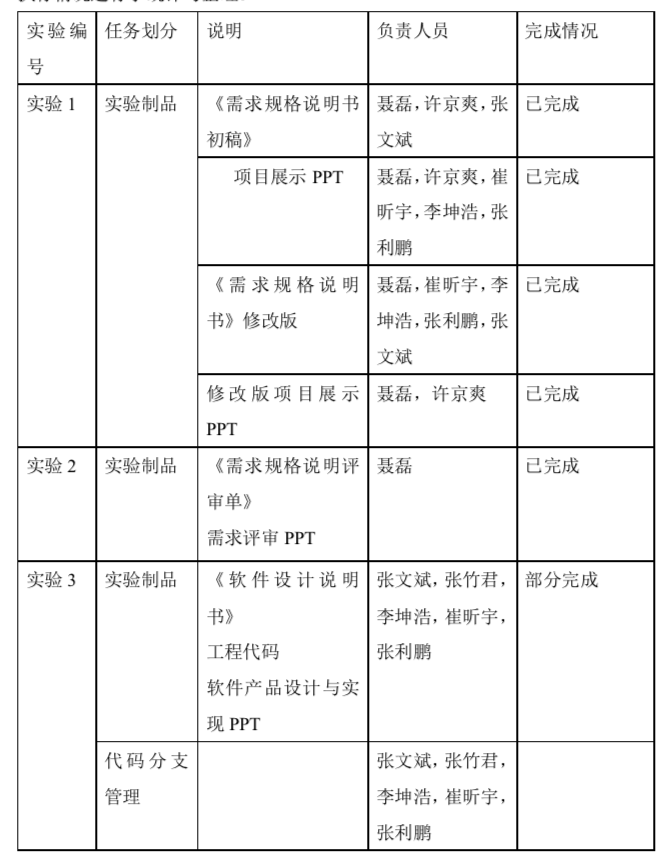 实验编 任务划分 说明 负责人员 完成情况
号
实验 1 实验制品 《需求规格说明书 聂磊,许京爽,张 已完成
初稿》 文斌
项目展示 PPT 聂磊,许京爽,崔 已完成
昕宇,李坤浩,张
利鹏
《需求规格说明 聂磊,崔昕宇,李 已完成
书》修改版 坤浩,张利鹏,张
文斌
修改版项目展示 聂磊，许京爽 已完成
PPT
实验 2 实验制品 《需求规格说明评 聂磊 已完成
审单》
需求评审 PPT
实验 3 实验制品 《软件设计说明 张文斌，张竹君， 部分完成
书》 李坤浩，崔昕宇，
工程代码 张利鹏
软件产品设计与实
现 PPT
代码分支 张文斌，张竹君，
管理 李坤浩，崔昕宇，
张利鹏